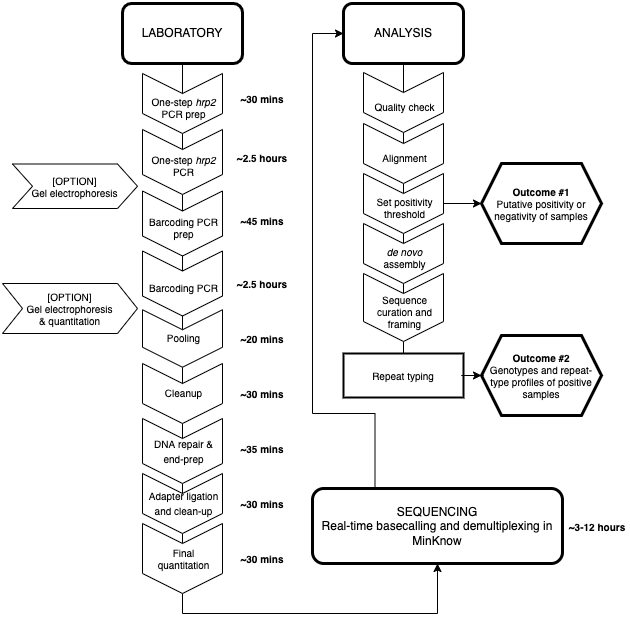 LABORATORY
One-step hrp2
PCR prep
~30 mins
One-step hrp2
PCR
~2.5 hours
[OPTION]
Gel electrophoresis
Barcoding PCR
prep
~45 mins
Barcoding PCR
~2.5 hours
[OPTION]
Gel electrophoresis
& quantitation
Pooling
~20 mins
Cleanup
~30 mins
DNA repair &
end-prep
~35 mins
Adapter ligation
and clean-up
~30 mins
Final
quantitation
~30 mins
SEQUENCING
Real-time basecalling and demultiplexing in
MinKnow
~3-12 hours
ANALYSIS
Quality check
Alignment
Set positivity
threshold
Outcome #1
Putative positivity or
negativity of samples
de novo
assembly
Sequence
curation and
framing
Repeat typing
Outcome #2
Genotypes and repeat-
type profiles of positive
samples